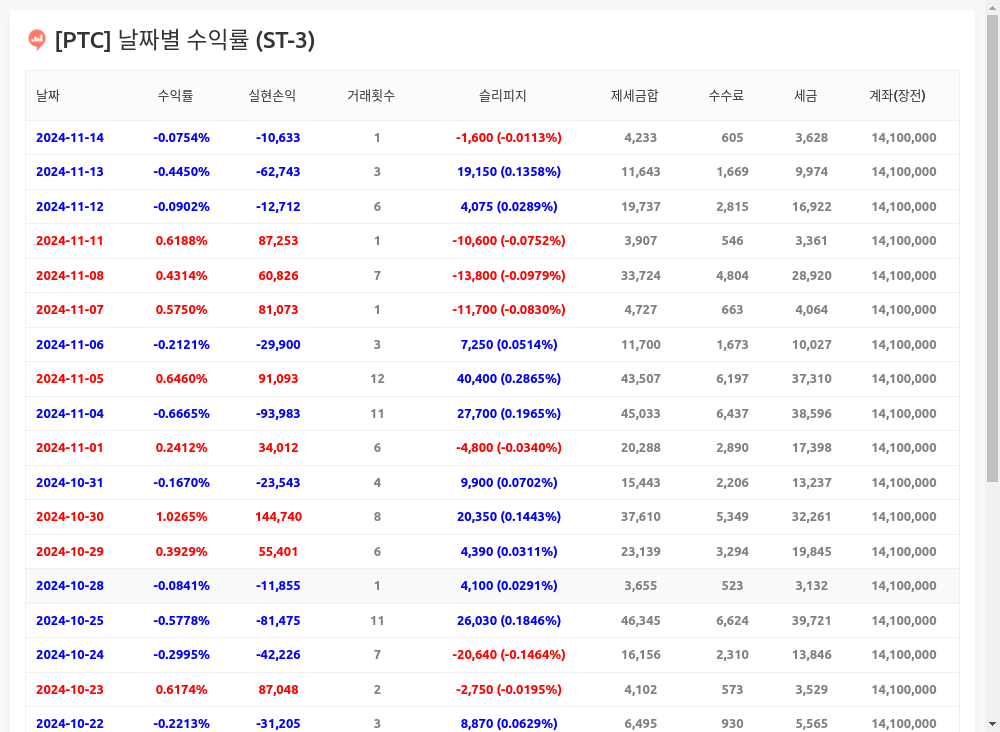 [PTC] 날짜별 수익률 (ST-3)
날짜 수익률 실현손익 거래횟수 슬리피지 제세금합 수수료 세금 계좌(장전)
2024-11-14 -0.0754% -10,633 1 -1,600 (-0.0113%) 4,233 605 3,628 14,100,000
2024-11-13 -0.4450% -62,743 3 19,150 (0.1358%) 11,643 1,669 9,974 14,100,000
2024-11-12 -0.0902% -12,712 6 4,075 (0.0289%) 19,737 2,815 16,922 14,100,000
2024-11-11 0.6188% 87,253 1 -10,600 (-0.0752%) 3,907 546 3,361 14,100,000
2024-11-08 0.4314% 60,826 7 -13,800 (-0.0979%) 33,724 4,804 28,920 14,100,000
2024-11-07 0.5750% 81,073 1 -11,700 (-0.0830%) 4,727 663 4,064 14,100,000
2024-11-06 -0.2121% -29,900 3 7,250 (0.0514%) 11,700 1,673 10,027 14,100,000
2024-11-05 0.6460% 91,093 12 40,400 (0.2865%) 43,507 6,197 37,310 14,100,000
2024-11-04 -0.6665% -93,983 11 27,700 (0.1965%) 45,033 6,437 38,596 14,100,000
2024-11-01 0.2412% 34,012 6 -4,800 (-0.0340%) 20,288 2,890 17,398 14,100,000
2024-10-31 -0.1670% -23,543 4 9,900 (0.0702%) 15,443 2,206 13,237 14,100,000
2024-10-30 1.0265% 144,740 8 20,350 (0.1443%) 37,610 5,349 32,261 14,100,000
2024-10-29 0.3929% 55,401 6 4,390 (0.0311%) 23,139 3,294 19,845 14,100,000
2024-10-28 -0.0841% -11,855 1 4,100 (0.0291%) 3,655 523 3,132 14,100,000
2024-10-25 -0.5778% -81,475 11 26,030 (0.1846%) 46,345 6,624 39,721 14,100,000
2024-10-24 -0.2995% -42,226 7 -20,640 (-0.1464%) 16,156 2,310 13,846 14,100,000
2024-10-23 0.6174% 87,048 2 -2,750 (-0.0195%) 4,102 573 3,529 14,100,000
2024-10-22 -0.2213% -31,205 3 8,870 (0.0629%) 6,495 930 5,565 14,100,000